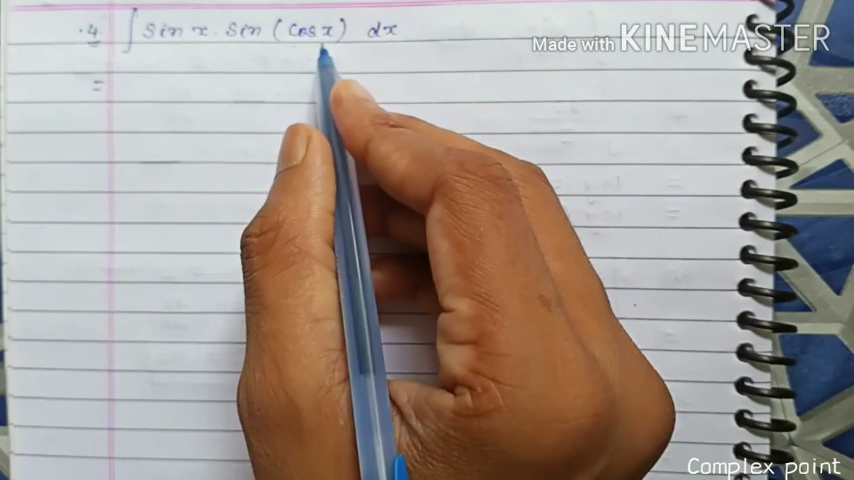 .4. ∫ Sin x . Sin (Cos x) dx
=
Made with KINEMASTER
Complex point